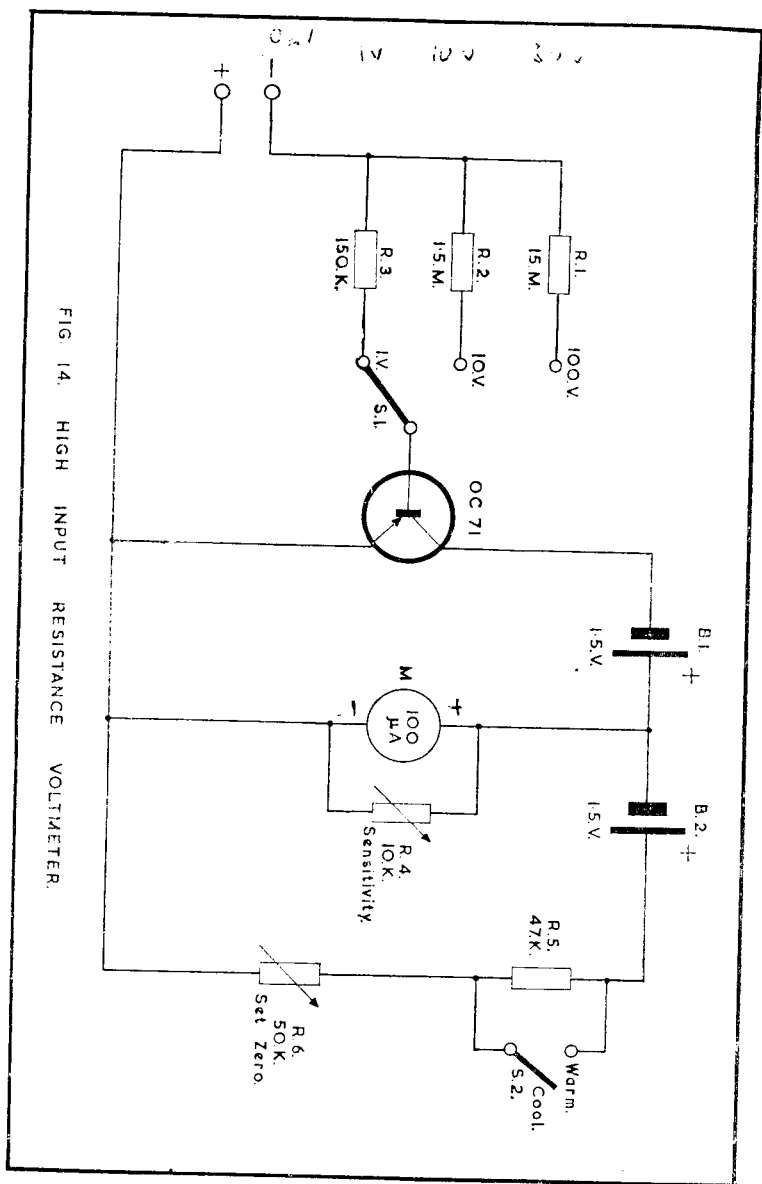 1V 10V
−
+
R.1.
15 M.
100.V.
R.2.
1·5.M.
10.V.
R.3.
150.K.
1.V.
S.1.
OC 71
B.1.
1·5.V.
+
B.2.
1·5.V.
+
M
+
100
µA
-
R.4.
10.K.
Sensitivity.
R.5.
47.K.
Warm.
Cool.
S.2.
R.6.
50.K.
Set Zero.
FIG. 14. HIGH INPUT RESISTANCE VOLTMETER.